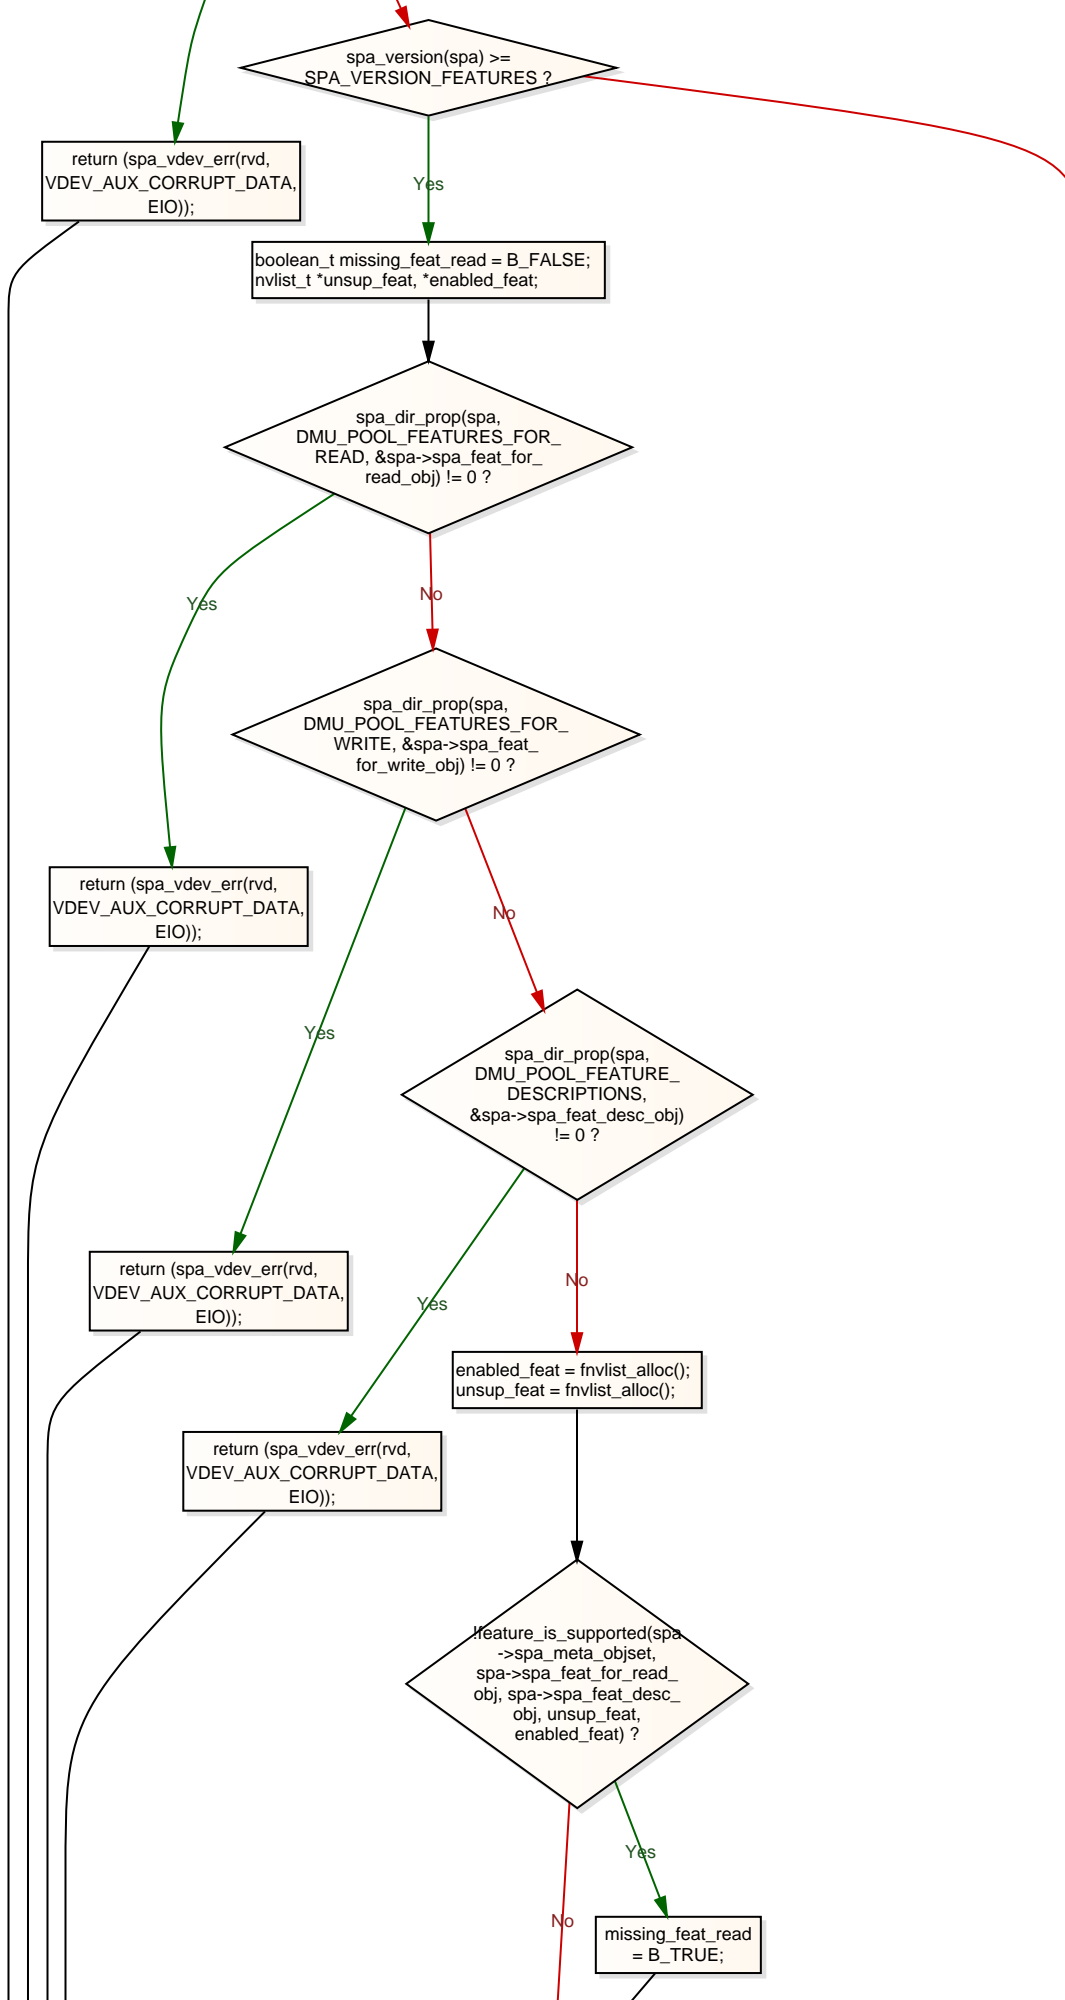 spa_version(spa) >=
SPA_VERSION_FEATURES ?
return (spa_vdev_err(rvd,
VDEV_AUX_CORRUPT_DATA,
EIO));
Yes
boolean_t missing_feat_read = B_FALSE;
nvlist_t *unsup_feat, *enabled_feat;
spa_dir_prop(spa,
DMU_POOL_FEATURES_FOR_
READ, &spa->spa_feat_for_
read_obj) != 0 ?
Yes
No
spa_dir_prop(spa,
DMU_POOL_FEATURES_FOR_
WRITE, &spa->spa_feat_
for_write_obj) != 0 ?
return (spa_vdev_err(rvd,
VDEV_AUX_CORRUPT_DATA,
EIO));
No
Yes
spa_dir_prop(spa,
DMU_POOL_FEATURE_
DESCRIPTIONS,
&spa->spa_feat_desc_obj)
!= 0 ?
return (spa_vdev_err(rvd,
VDEV_AUX_CORRUPT_DATA,
EIO));
Yes
No
enabled_feat = fnvlist_alloc();
unsup_feat = fnvlist_alloc();
return (spa_vdev_err(rvd,
VDEV_AUX_CORRUPT_DATA,
EIO));
!feature_is_supported(spa
->spa_meta_objset,
spa->spa_feat_for_read_
obj, spa->spa_feat_desc_
obj, unsup_feat,
enabled_feat) ?
Yes
No
missing_feat_read
= B_TRUE;